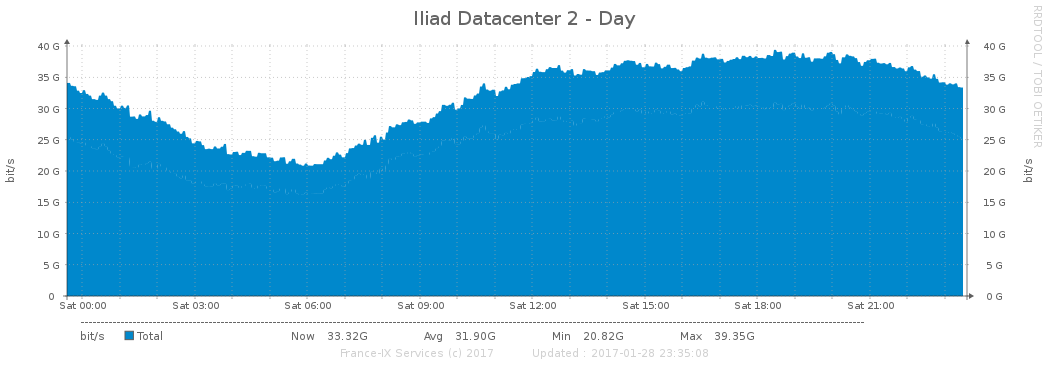 Iliad Datacenter 2 - Day
RRDTOOL / TOBI OETIKER
bit/s
40 G
35 G
30 G
25 G
20 G
15 G
10 G
5 G
0
40 G
35 G
30 G
25 G
20 G
15 G
10 G
5 G
0 G
bit/s
Sat 00:00 Sat 03:00 Sat 06:00 Sat 09:00 Sat 12:00 Sat 15:00 Sat 18:00 Sat 21:00
bit/s Total Now 33.32G Avg 31.90G Min 20.82G Max 39.35G
France-IX Services (c) 2017 Updated : 2017-01-28 23:35:08